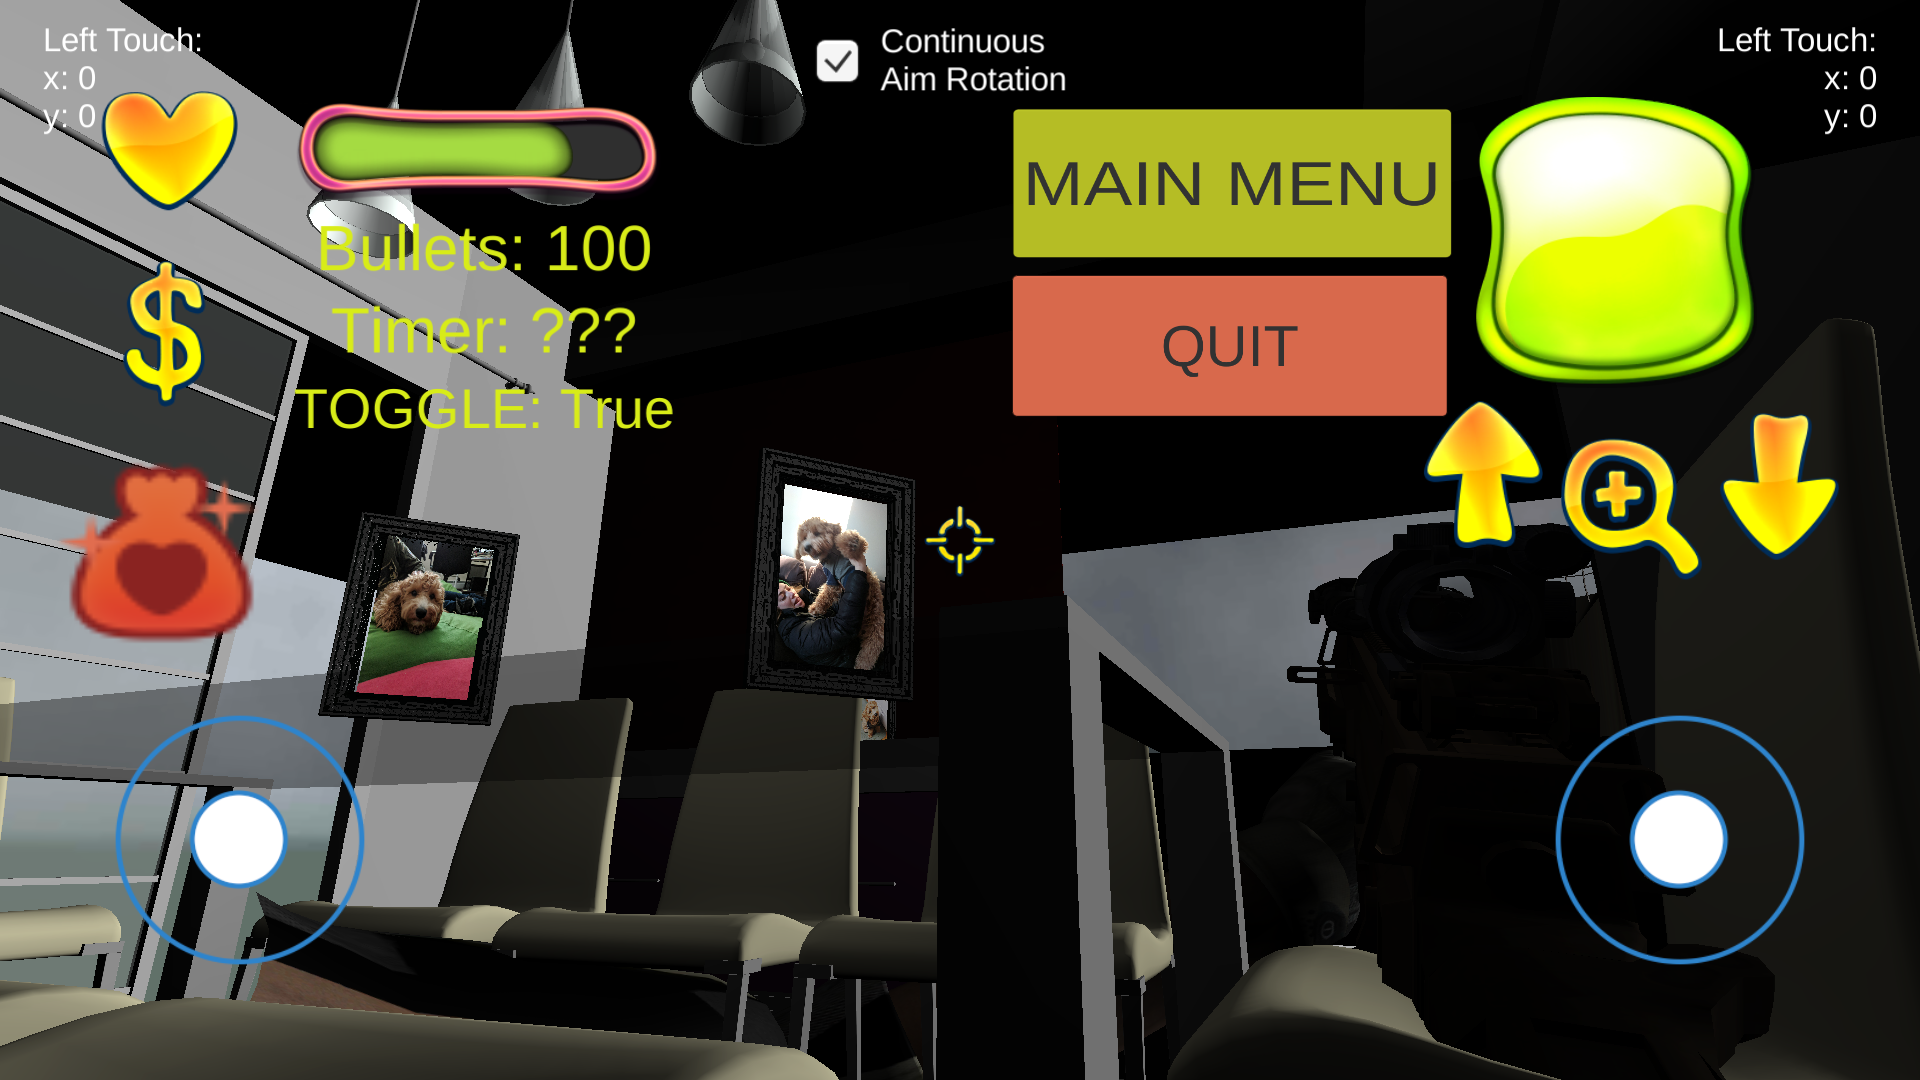 Left Touch:
x: 0
y: 0
Continuous
Aim Rotation
Left Touch:
x: 0
y: 0
Bullets: 100
Timer: ???
TOGGLE: True
MAIN MENU
QUIT